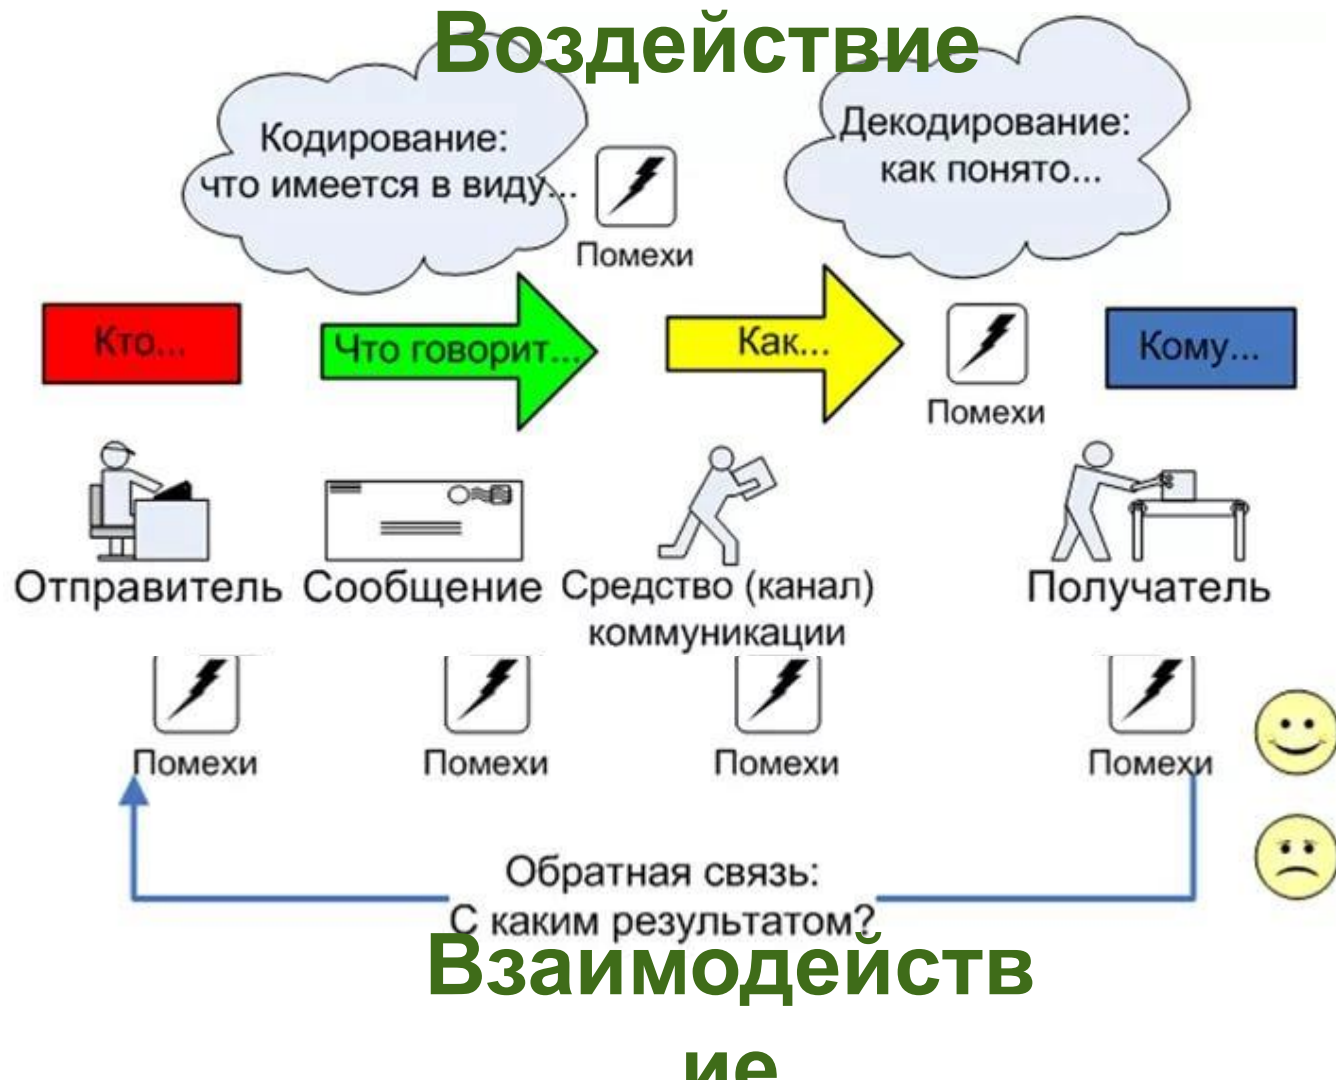 Воздействие
Кодирование:
что имеется в виду...
Декодирование:
как понято...
Помехи
Кто...
Что говорит...
Как...
Помехи
Кому...
Отправитель
Сообщение
Средство (канал)
коммуникации
Получатель
Помехи
Помехи
Помехи
Помехи
Обратная связь:
С каким результатом?
Взаимодейств
ие